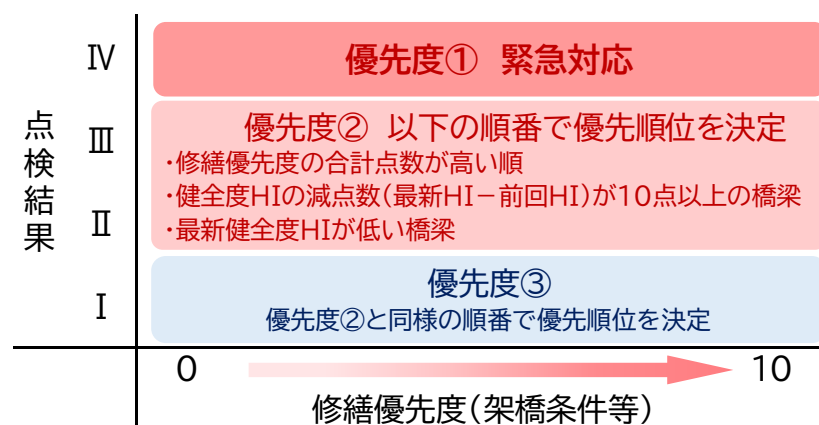 点検結果
Ⅳ
優先度① 緊急対応
Ⅲ
優先度② 以下の順番で優先順位を決定
・修繕優先度の合計点数が高い順
・健全度HIの減点数（最新HI－前回HI）が10点以上の橋梁
Ⅱ
・最新健全度HIが低い橋梁
Ⅰ
優先度③
優先度②と同様の順番で優先順位を決定
0
10
修繕優先度（架橋条件等）